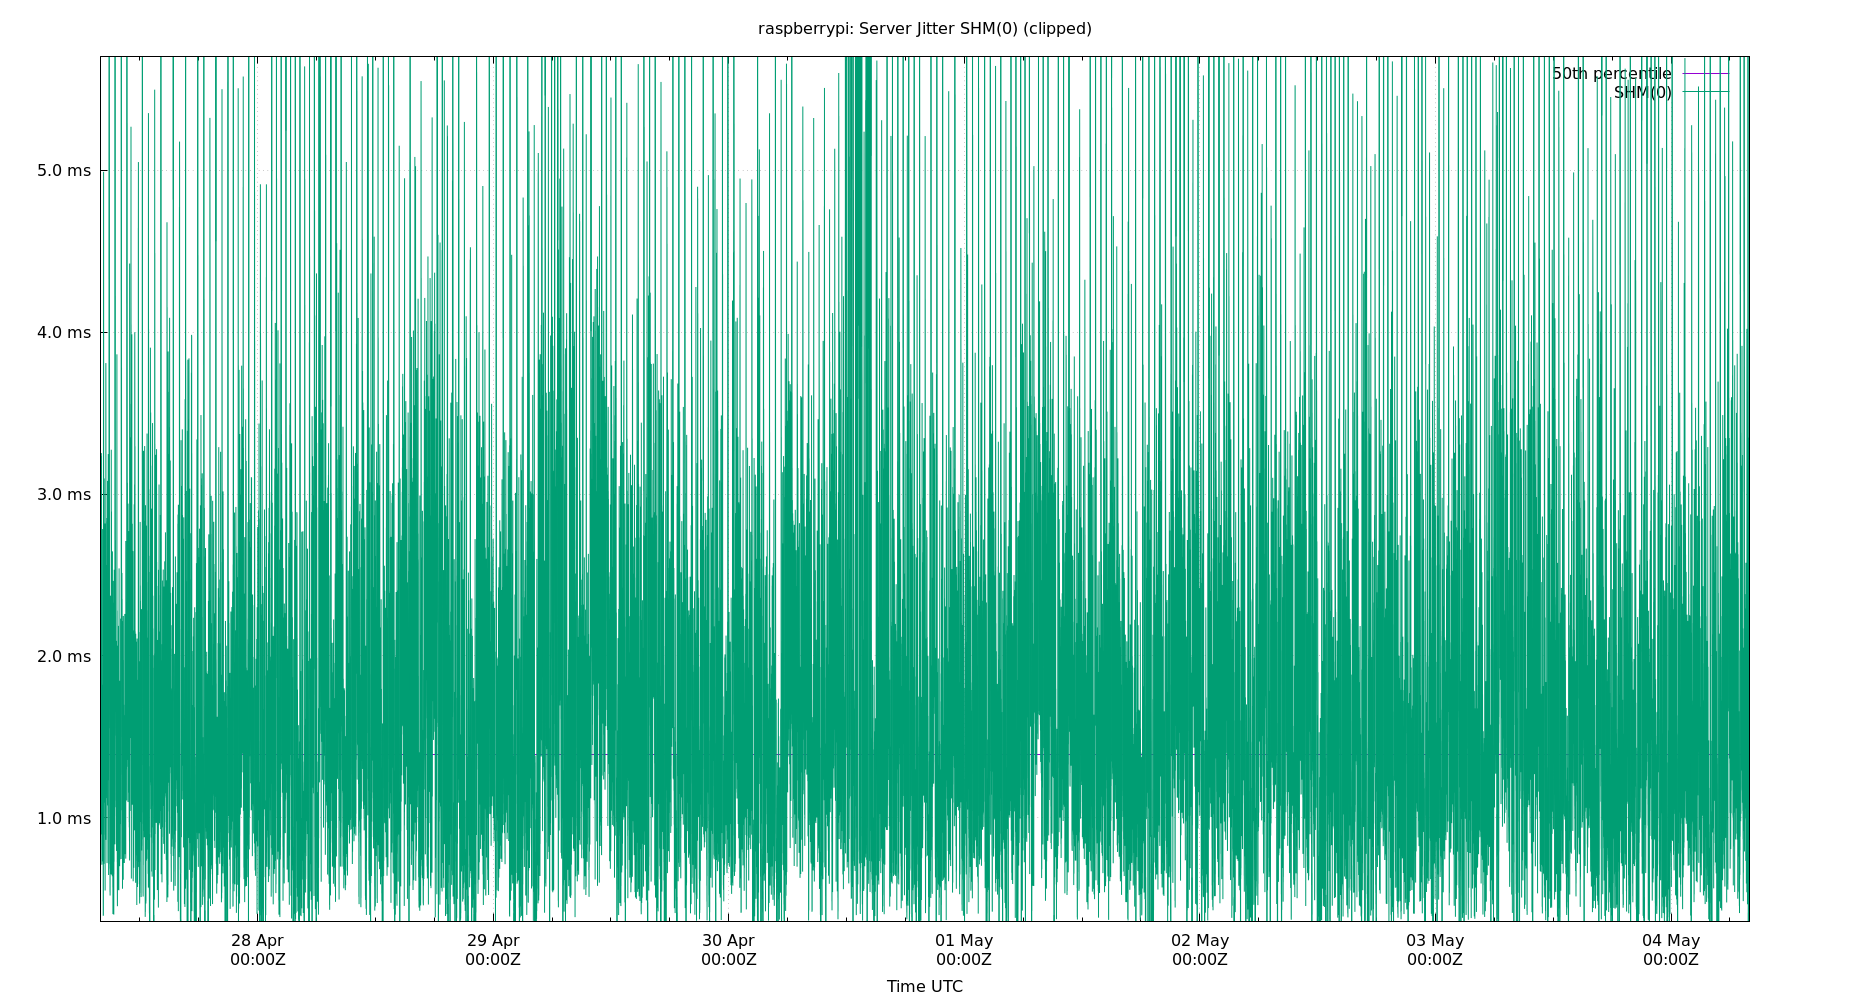 raspberrypi: Server Jitter SHM(0) (clipped)
50th percentile
SHM(0)
5.0 ms
4.0 ms
3.0 ms
2.0 ms
1.0 ms
28 Apr 29 Apr 30 Apr 01 May 02 May 03 May 04 May
00:00Z 00:00Z 00:00Z 00:00Z 00:00Z 00:00Z 00:00Z
Time UTC